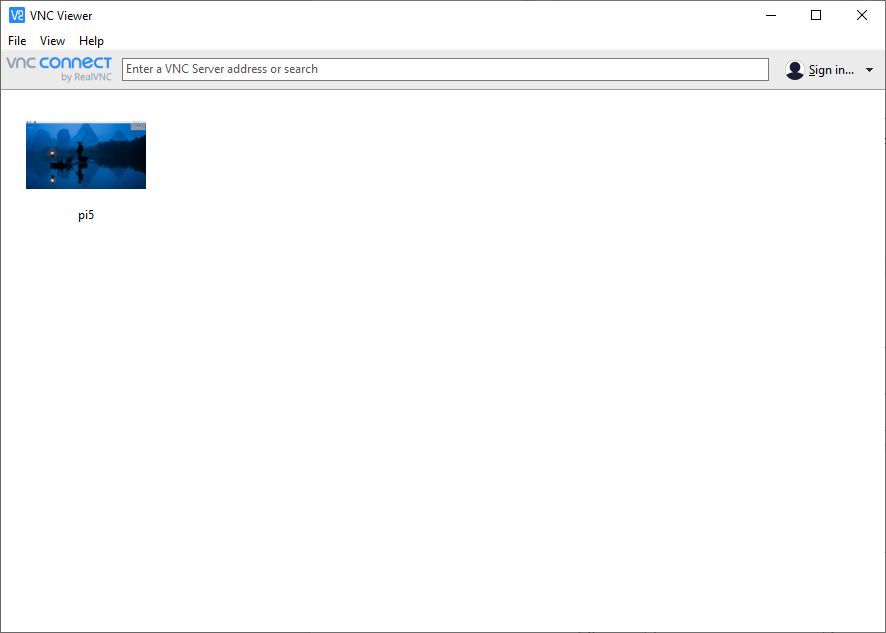 VNC Viewer
File View Help
vnc connect
by RealVNC
Enter a VNC Server address or search
Sign in...
pi5